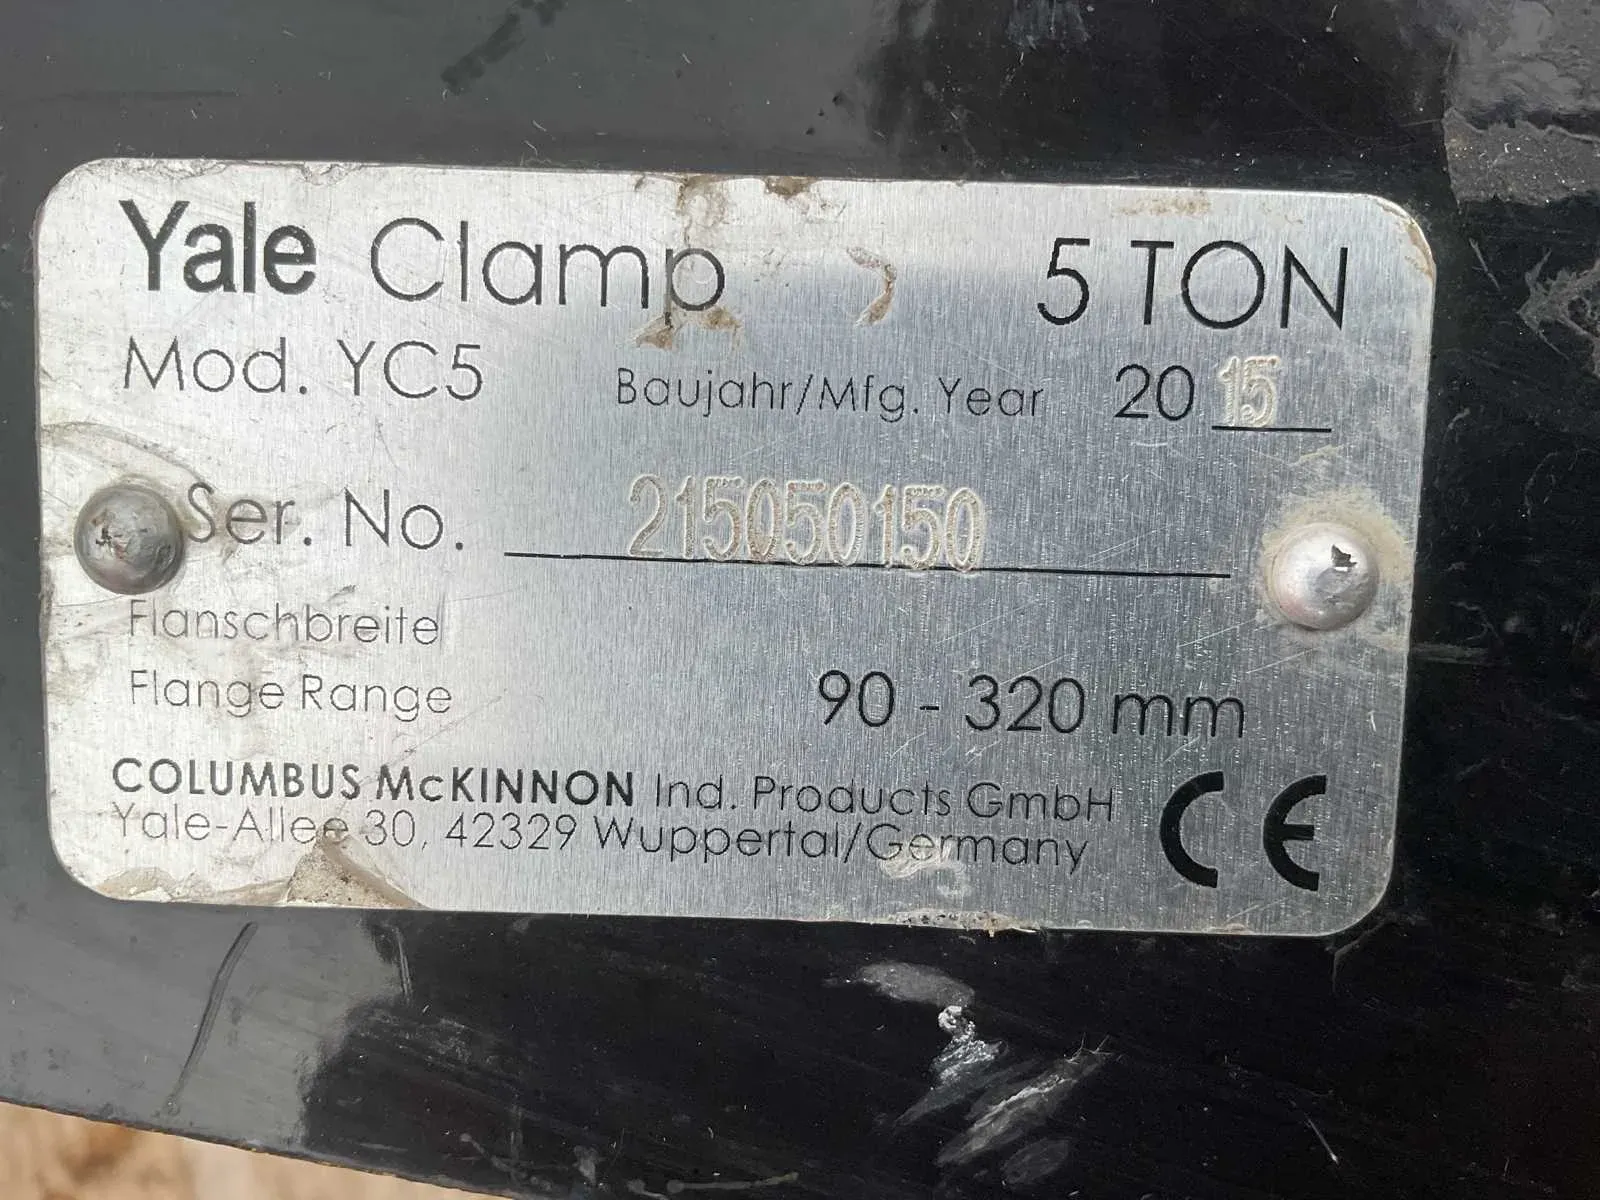 Yale Clamp 5 TON
Mod. YC5 Baujahr/Mfg. Year 2015
Ser. No. 215050150
Flanschbreite
Flange Range 90 - 320 mm
COLUMBUS McKINNON Ind. Products GmbH
Yale-Allee 30, 42329 Wuppertal/Germany
CE